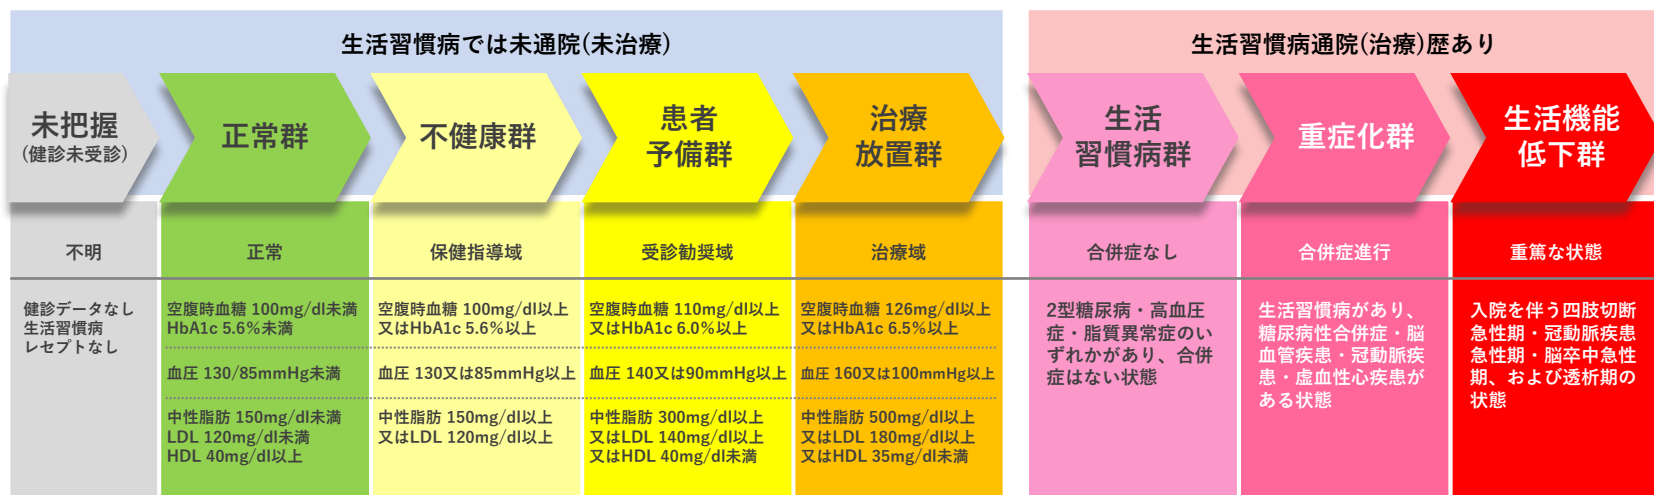 生活習慣病では未通院(未治療)
生活習慣病通院(治療)歴あり
未把握
(健診未受診)
正常群
不健康群
患者
予備群
治療
放置群
生活
習慣病群
重症化群
生活機能
低下群
不明
正常
保健指導域
受診勧奨域
治療域
合併症なし
合併症進行
重篤な状態
健診データなし
生活習慣病
レセプトなし
空腹時血糖 100mg/dl未満
HbA1c 5.6%未満
血圧 130/85mmHg未満
中性脂肪 150mg/dl未満
LDL 120mg/dl未満
HDL 40mg/dl以上
空腹時血糖 100mg/dl以上
又はHbA1c 5.6%以上
血圧 130又は85mmHg以上
中性脂肪 150mg/dl以上
又はLDL 120mg/dl以上
空腹時血糖 110mg/dl以上
又はHbA1c 6.0%以上
血圧 140又は90mmHg以上
中性脂肪 300mg/dl以上
又はLDL 140mg/dl以上
又はHDL 40mg/dl未満
空腹時血糖 126mg/dl以上
又はHbA1c 6.5%以上
血圧 160又は100mmHg以上
中性脂肪 500mg/dl以上
又はLDL 180mg/dl以上
又はHDL 35mg/dl未満
2型糖尿病・高血圧
症・脂質異常症のい
ずれかがあり、合併
症はない状態
生活習慣病があり、
糖尿病性合併症・脳
血管疾患・冠動脈疾
患・虚血性心疾患が
ある状態
入院を伴う四肢切断
急性期・冠動脈疾患
急性期・脳卒中急性
期、および透析期の
状態